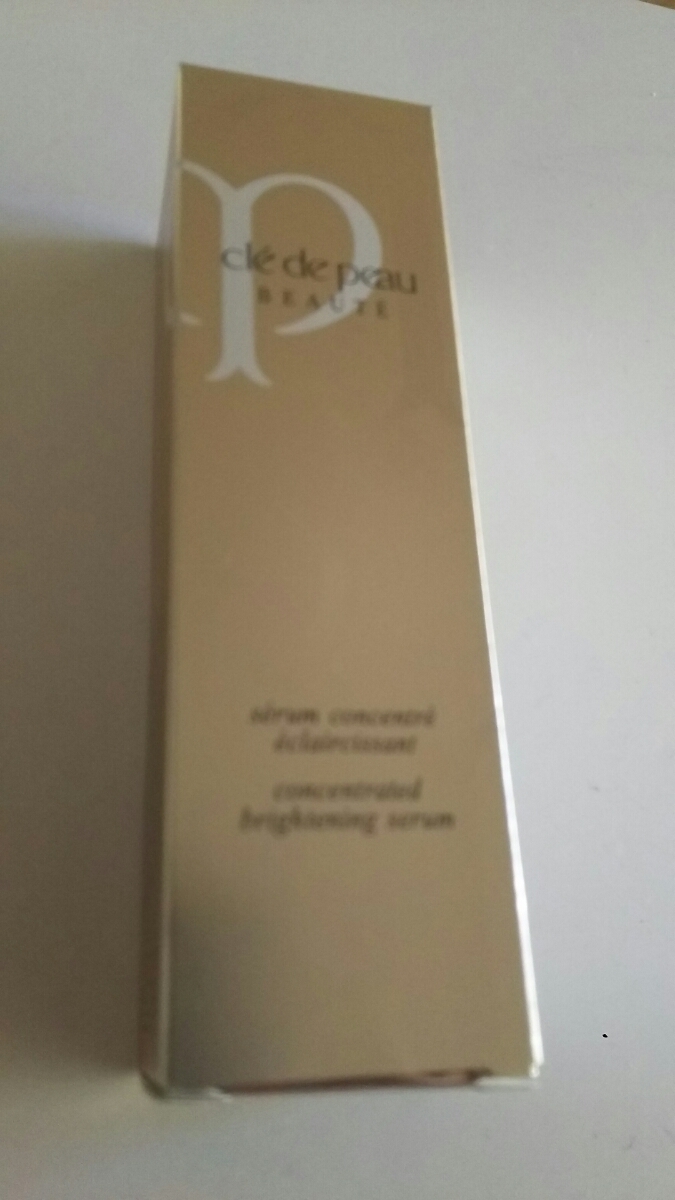 clé de peau
BEAUTÉ
sérum concentré
éclaircissant
concentrated
brightening serum